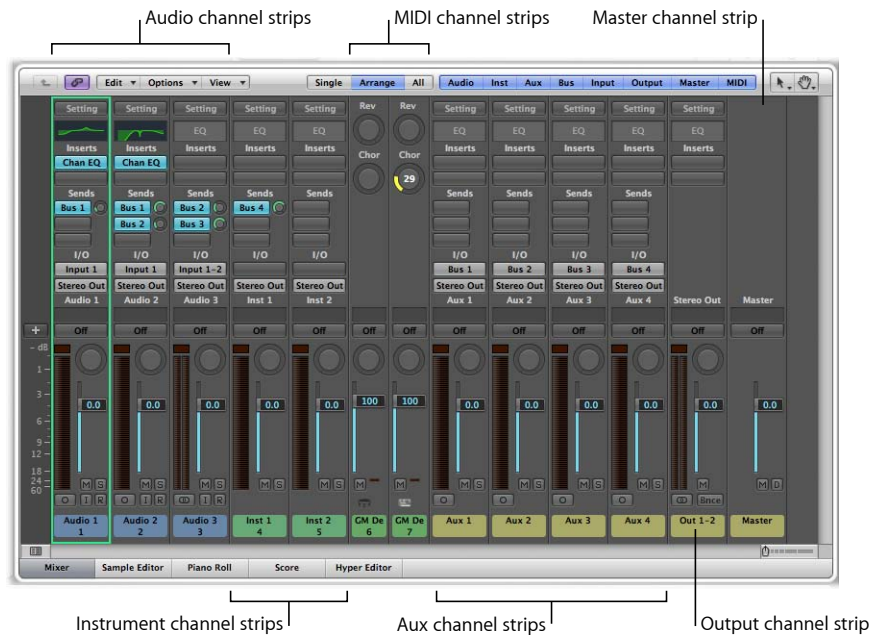 Audio channel strips MIDI channel strips Master channel strip
Edit Options View Single Arrange All Audio Inst Aux Bus Input Output Master MIDI
Setting Setting Setting Setting Setting Rev Rev Setting Setting Setting Setting Setting
EQ EQ EQ EQ EQ EQ EQ EQ
Inserts Inserts Inserts Inserts Inserts Chor Chor Inserts Inserts Inserts Inserts Inserts
Chan EQ Chan EQ
29
Sends Sends Sends Sends Sends Sends Sends Sends Sends
Bus 1 Bus 1 Bus 2 Bus 4
Bus 2 Bus 3
I/O I/O I/O I/O I/O I/O I/O I/O I/O
Input 1 Input 1 Input 1-2 Bus 1 Bus 2 Bus 3 Bus 4
Stereo Out Stereo Out Stereo Out Stereo Out Stereo Out Stereo Out Stereo Out Stereo Out Stereo Out
Audio 1 Audio 2 Audio 3 Inst 1 Inst 2 Aux 1 Aux 2 Aux 3 Aux 4 Stereo Out Master
+ Off Off Off Off Off Off Off Off Off Off Off Off Off
- dB
1
3
0.0 0.0 0.0 0.0 0.0 100 100 0.0 0.0 0.0 0.0 0.0 0.0
6
9
12
18
24 M S M S M S M S M S M M M S M S M S M S M M D
60
I R I R I R Bnce
Audio 1 Audio 2 Audio 3 Inst 1 Inst 2 GM De GM De Aux 1 Aux 2 Aux 3 Aux 4 Out 1-2 Master
1 2 3 4 5 6 7
Mixer Sample Editor Piano Roll Score Hyper Editor
Instrument channel strips Aux channel strips Output channel strip